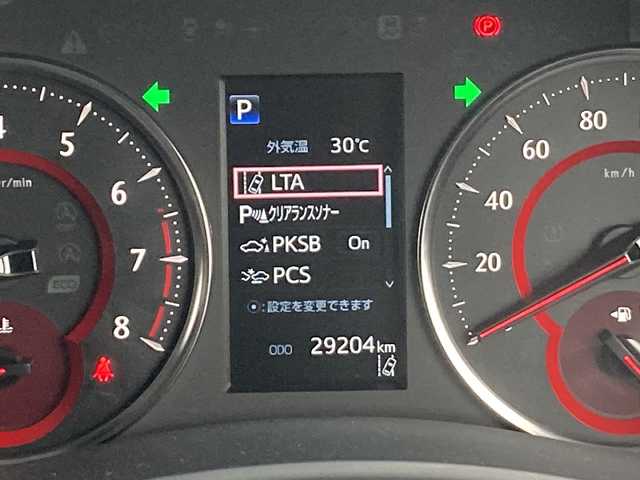 P
P
外気温 30℃
LTA
Pクリアランスソナー
PKSB On
PCS
:設定を変更できます
ODO 29204km
4
5
6
7
8
r/min
ECO
20
40
60
80
km/h